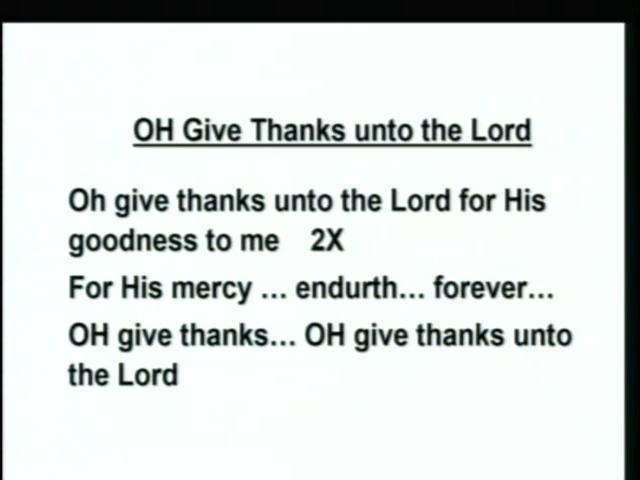 OH Give Thanks unto the Lord
Oh give thanks unto the Lord for His
goodness to me 2X
For His mercy ... endurth... forever...
OH give thanks... OH give thanks unto
the Lord